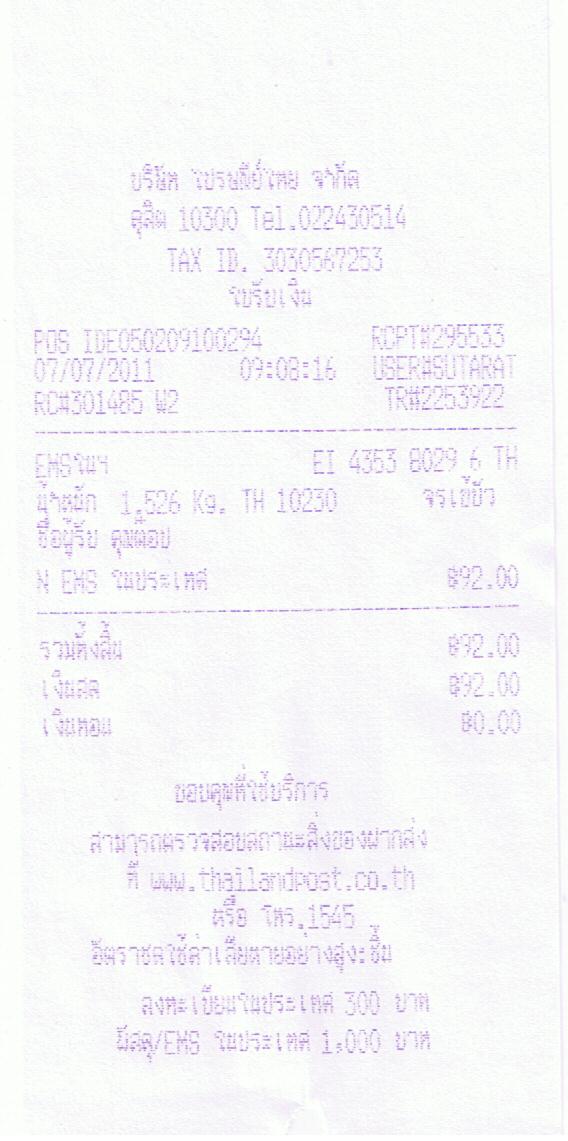 บริษัท ไปรษณีย์ไทย จำกัด
ดุสิต 10300 Tel.022430514
TAX ID. 3030567253
ใบรับเงิน
POS IDE050209100294 RCPT#295533
07/07/2011 09:08:16 USER#SUTARAT
RC#301485 W2 TR#2253922
EMSในฯ EI 4353 8029 6 TH
น้ำหนัก 1.526 Kg. TH 10230 จรเข้บัว
ชื่อผู้รับ
N EMS ในประเทศ ฿92.00
รวมทั้งสิ้น ฿92.00
เงินสด ฿92.00
เงินทอน ฿0.00
ขอบคุณที่ใช้บริการ
สามารถตรวจสอบสถานะสิ่งของฝากส่ง
ที่ www.thailandpost.co.th
หรือ โทร.1545
อัตราชดใช้ค่าเสียหายอย่างสูง:ชิ้น
ลงทะเบียนในประเทศ 300 บาท
พัสดุ/EMS ในประเทศ 1,000 บาท